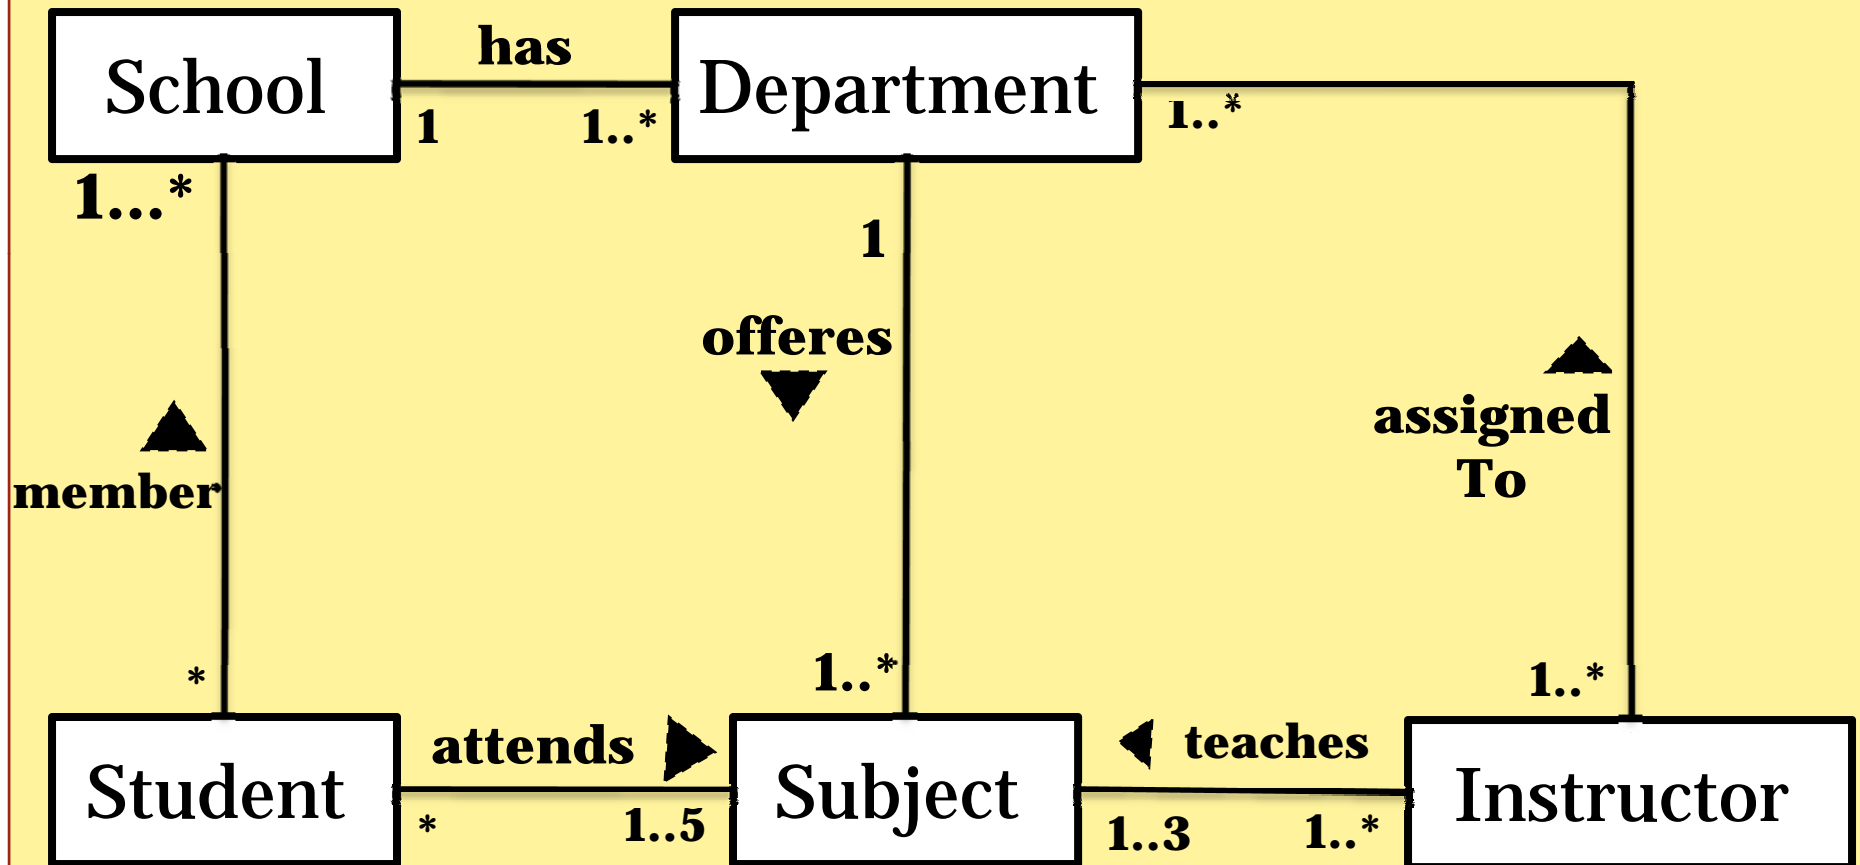 School
has
Department
1
1..*
1..*
1...*
1
offeres
assigned
To
member
*
1..*
1..*
Student
attends
Subject
teaches
Instructor
*
1..5
1..3
1..*